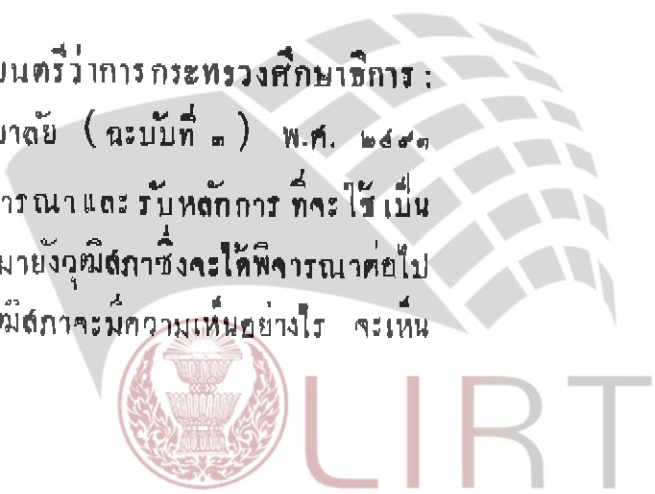 มนตรีว่าการกระทรวงศึกษาธิการ :
ยาลัย (ฉะบับที่ ๓) พ.ศ. ๒๔๙๓
ารณาและรับหลักการ ที่จะใช้เป็น
มายังวุฒิสภาซึ่งจะได้พิจารณาต่อไป
ฒิสภาจะมีความเห็นอย่างไร จะเห็น
LIRT